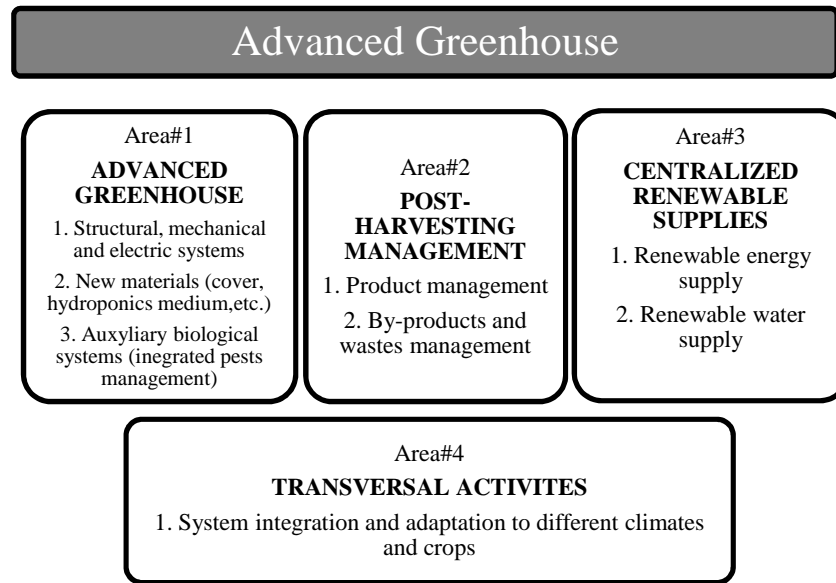 Advanced Greenhouse
Area#1
ADVANCED
GREENHOUSE
1. Structural, mechanical
and electric systems
2. New materials (cover,
hydroponics medium,etc.)
3. Auxyliary biological
systems (inegrated pests
management)
Area#2
POST-
HARVESTING
MANAGEMENT
1. Product management
2. By-products and
wastes management
Area#3
CENTRALIZED
RENEWABLE
SUPPLIES
1. Renewable energy
supply
2. Renewable water
supply
Area#4
TRANSVERSAL ACTIVITES
1. System integration and adaptation to different climates
and crops